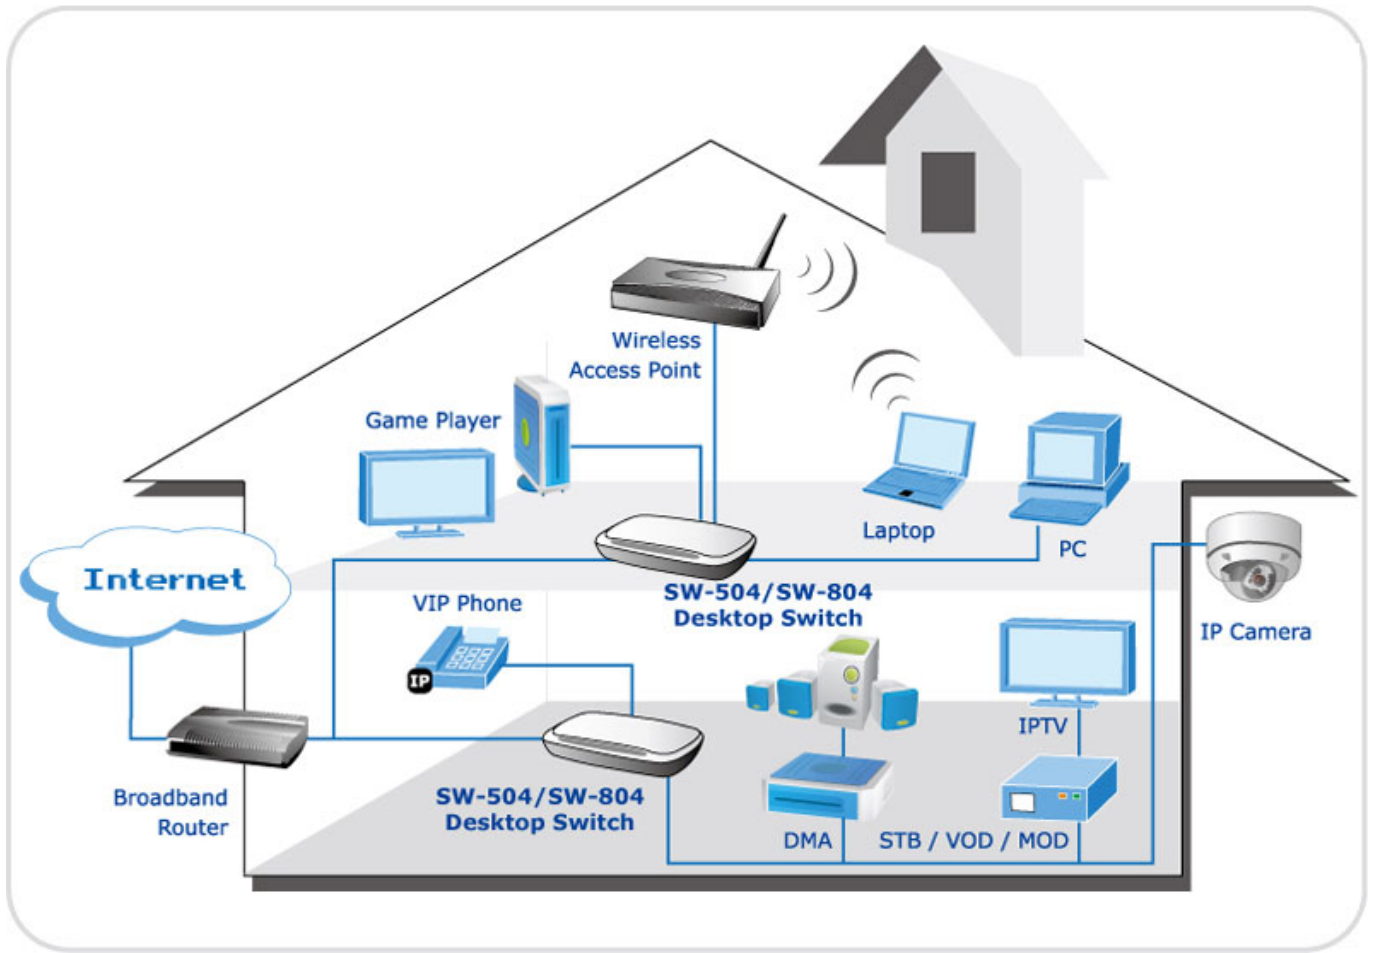 Wireless
Access Point
Game Player
Laptop
PC
Internet
SW-504/SW-804
Desktop Switch
VIP Phone
IP Camera
IP
IPTV
Broadband
Router
SW-504/SW-804
Desktop Switch
DMA
STB / VOD / MOD